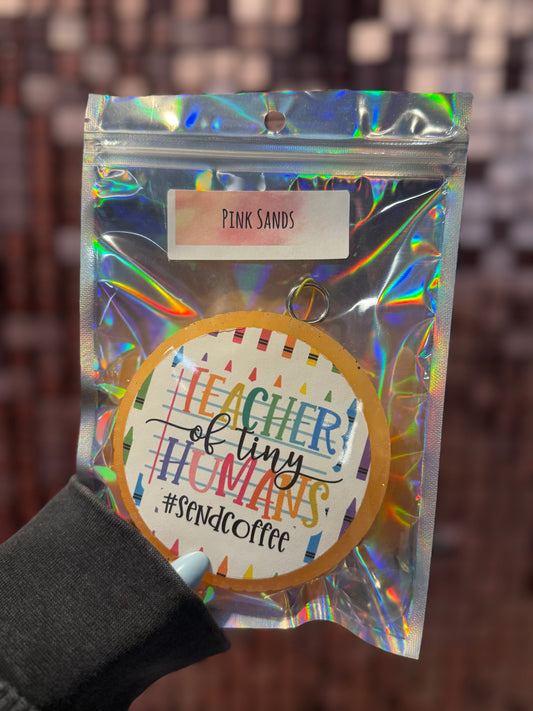 Pink Sands
TEACHER
of tiny
HUMANS
#SENDCOFFEE